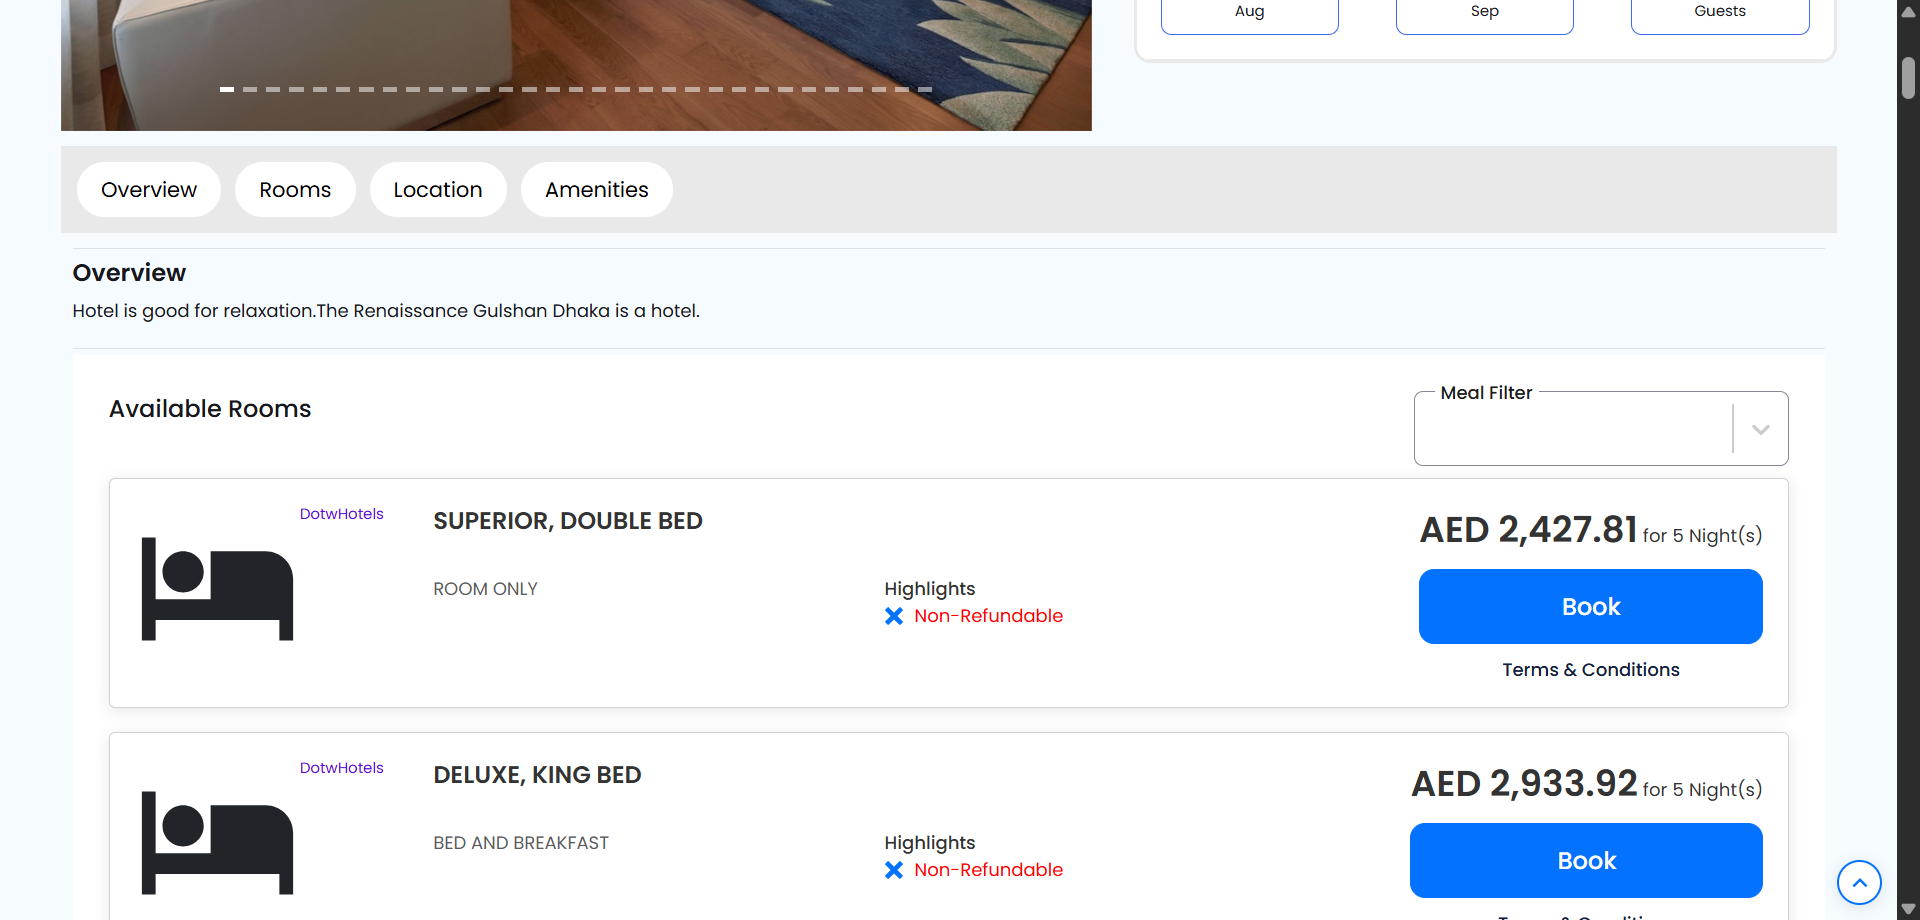 Aug
Sep
Guests
Overview
Rooms
Location
Amenities
Overview
Hotel is good for relaxation.The Renaissance Gulshan Dhaka is a hotel.
Available Rooms
Meal Filter
DotwHotels
SUPERIOR, DOUBLE BED
AED 2,427.81 for 5 Night(s)
ROOM ONLY
Highlights
Non-Refundable
Book
Terms & Conditions
DotwHotels
DELUXE, KING BED
AED 2,933.92 for 5 Night(s)
BED AND BREAKFAST
Highlights
Non-Refundable
Book